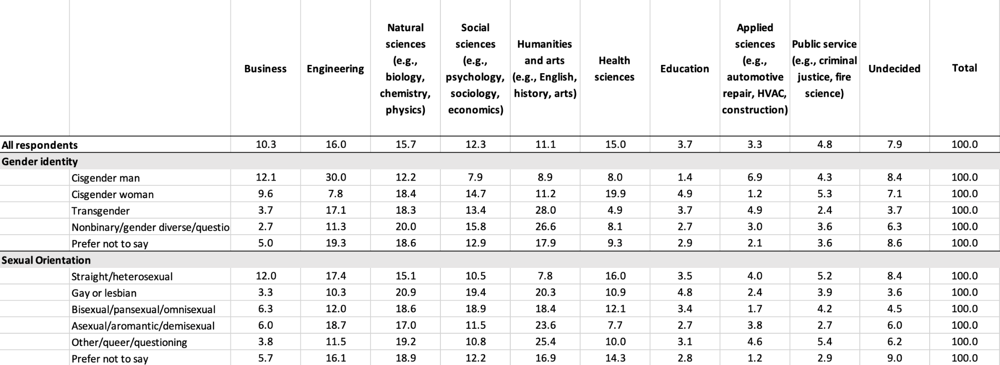 Business Engineering Natural sciences (e.g., biology, chemistry, physics) Social sciences (e.g., psychology, sociology, economics) Humanities and arts (e.g., English, history, arts) Health sciences Education Applied sciences (e.g., automotive repair, HVAC, construction) Public service (e.g., criminal justice, fire science) Undecided Total
All respondents 10.3 16.0 15.7 12.3 11.1 15.0 3.7 3.3 4.8 7.9 100.0
Gender identity
Cisgender man 12.1 30.0 12.2 7.9 8.9 8.0 1.4 6.9 4.3 8.4 100.0
Cisgender woman 9.6 7.8 18.4 14.7 11.2 19.9 4.9 1.2 5.3 7.1 100.0
Transgender 3.7 17.1 18.3 13.4 28.0 4.9 3.7 4.9 2.4 3.7 100.0
Nonbinary/gender diverse/questio 2.7 11.3 20.0 15.8 26.6 8.1 2.7 3.0 3.6 6.3 100.0
Prefer not to say 5.0 19.3 18.6 12.9 17.9 9.3 2.9 2.1 3.6 8.6 100.0
Sexual Orientation
Straight/heterosexual 12.0 17.4 15.1 10.5 7.8 16.0 3.5 4.0 5.2 8.4 100.0
Gay or lesbian 3.3 10.3 20.9 19.4 20.3 10.9 4.8 2.4 3.9 3.6 100.0
Bisexual/pansexual/omnisexual 6.3 12.0 18.6 18.9 18.4 12.1 3.4 1.7 4.2 4.5 100.0
Asexual/aromantic/demisexual 6.0 18.7 17.0 11.5 23.6 7.7 2.7 3.8 2.7 6.0 100.0
Other/queer/questioning 3.8 11.5 19.2 10.8 25.4 10.0 3.1 4.6 5.4 6.2 100.0
Prefer not to say 5.7 16.1 18.9 12.2 16.9 14.3 2.8 1.2 2.9 9.0 100.0